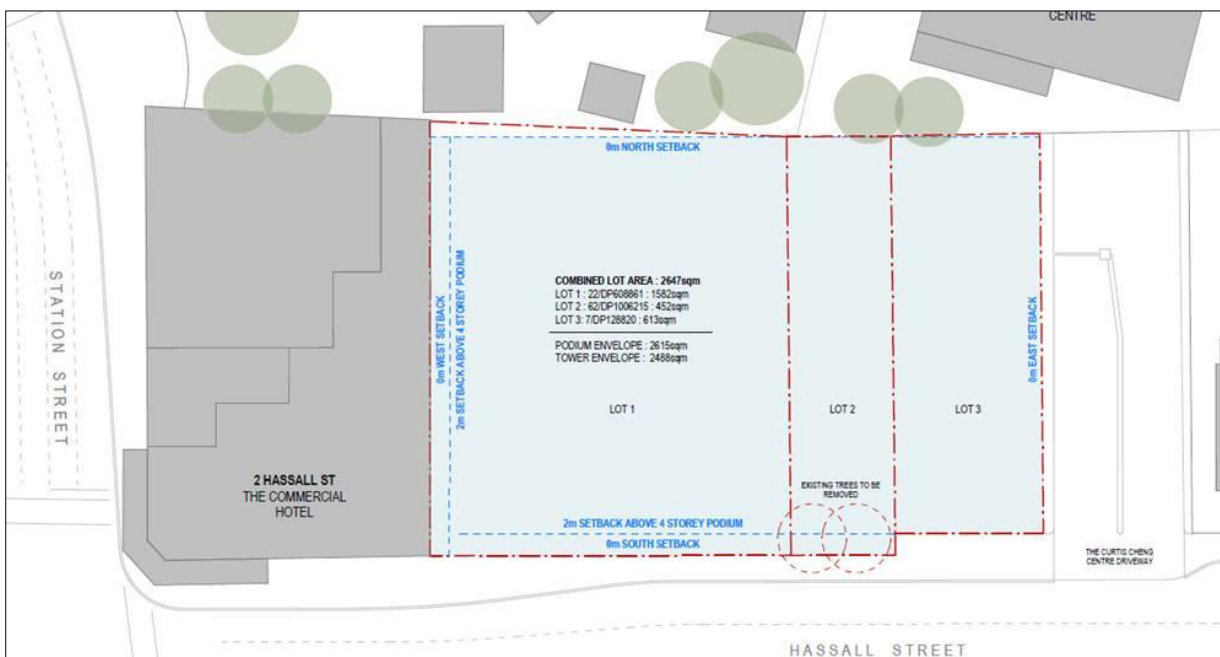 CENTRE
0m NORTH SETBACK
STATION STREET
0m WEST SETBACK
2m SETBACK ABOVE 4 STOREY PODIUM
COMBINED LOT AREA : 2647sqm
LOT 1 : 22/DP608861 : 1582sqm
LOT 2 : 62/DP1006215 : 452sqm
LOT 3: 7/DP128820 : 613sqm
PODIUM ENVELOPE : 2615sqm
TOWER ENVELOPE : 2488sqm
0m EAST SETBACK
LOT 1
LOT 2
LOT 3
2 HASSALL ST
THE COMMERCIAL
HOTEL
EXISTING TREES TO BE
REMOVED
2m SETBACK ABOVE 4 STOREY PODIUM
0m SOUTH SETBACK
THE CURTIS CHENG
CENTRE DRIVEWAY
HASSALL STREET